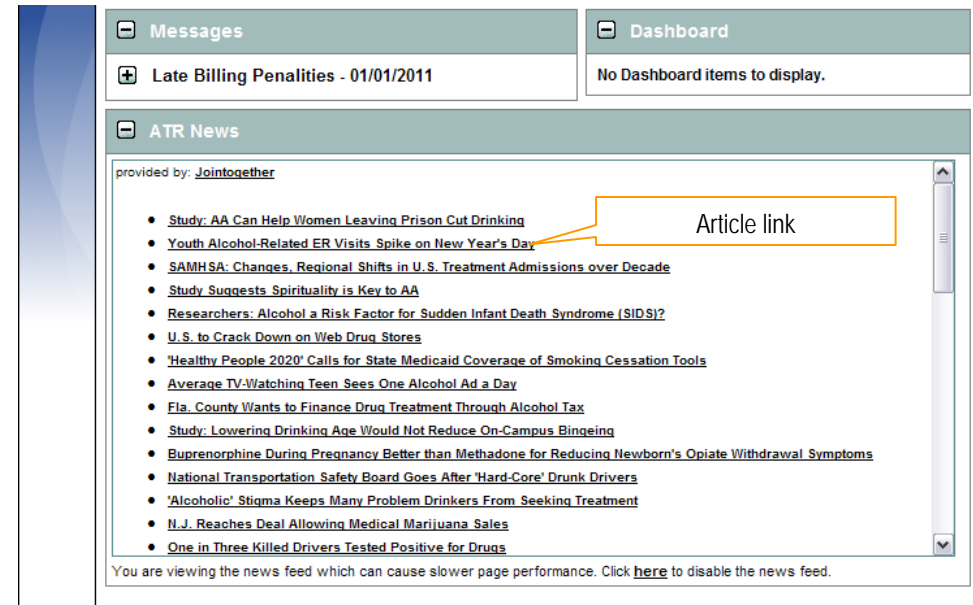 Messages
Dashboard
Late Billing Penalities - 01/01/2011
No Dashboard items to display.
ATR News
provided by: Jointogether
Study: AA Can Help Women Leaving Prison Cut Drinking
Article link
Youth Alcohol-Related ER Visits Spike on New Year's Day
SAMHSA: Changes, Regional Shifts in U.S. Treatment Admissions over Decade
Study Suggests Spirituality is Key to AA
Researchers: Alcohol a Risk Factor for Sudden Infant Death Syndrome (SIDS)?
U.S. to Crack Down on Web Drug Stores
'Healthy People 2020' Calls for State Medicaid Coverage of Smoking Cessation Tools
Average TV-Watching Teen Sees One Alcohol Ad a Day
Fla. County Wants to Finance Drug Treatment Through Alcohol Tax
Study: Lowering Drinking Age Would Not Reduce On-Campus Bingeing
Buprenorphine During Pregnancy Better than Methadone for Reducing Newborn's Opiate Withdrawal Symptoms
National Transportation Safety Board Goes After 'Hard-Core' Drunk Drivers
'Alcoholic' Stigma Keeps Many Problem Drinkers From Seeking Treatment
N.J. Reaches Deal Allowing Medical Marijuana Sales
One in Three Killed Drivers Tested Positive for Drugs
You are viewing the news feed which can cause slower page performance. Click here to disable the news feed.